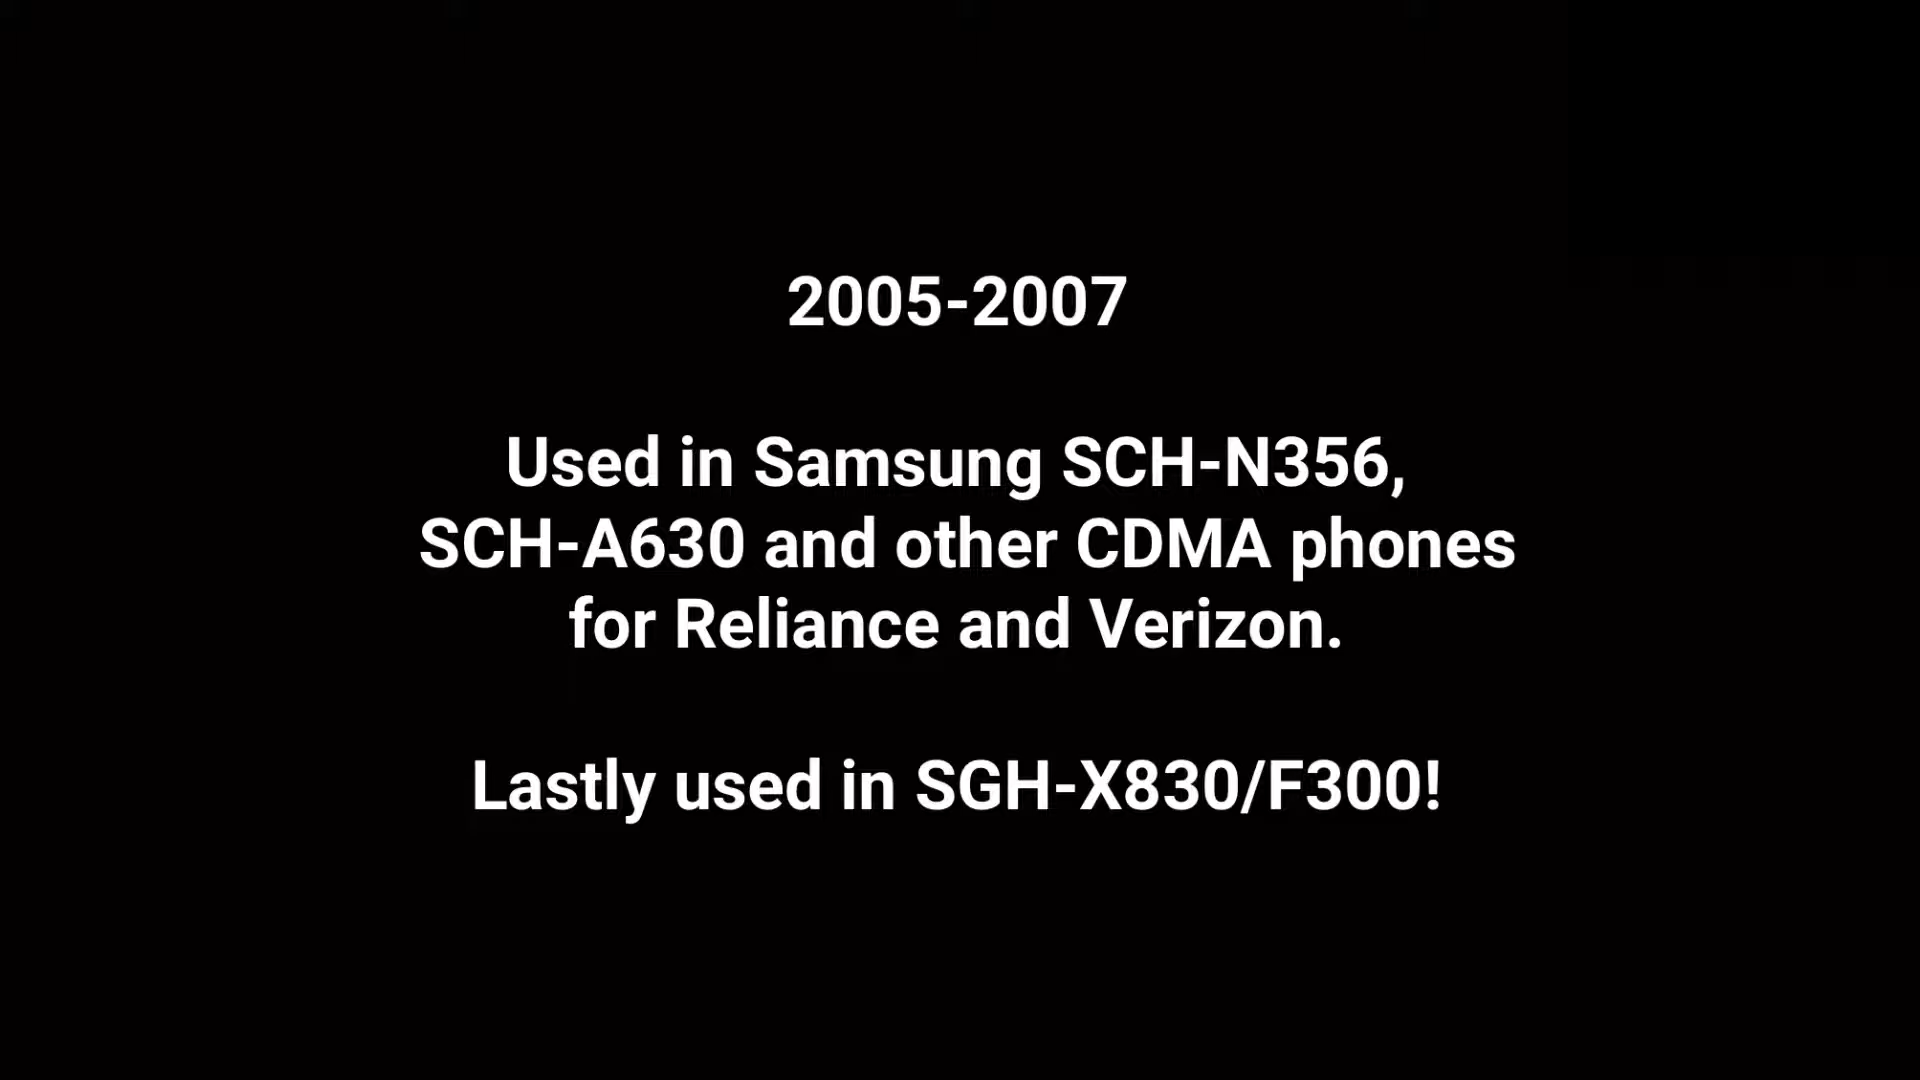 2005-2007
Used in Samsung SCH-N356,
SCH-A630 and other CDMA phones
for Reliance and Verizon.
Lastly used in SGH-X830/F300!